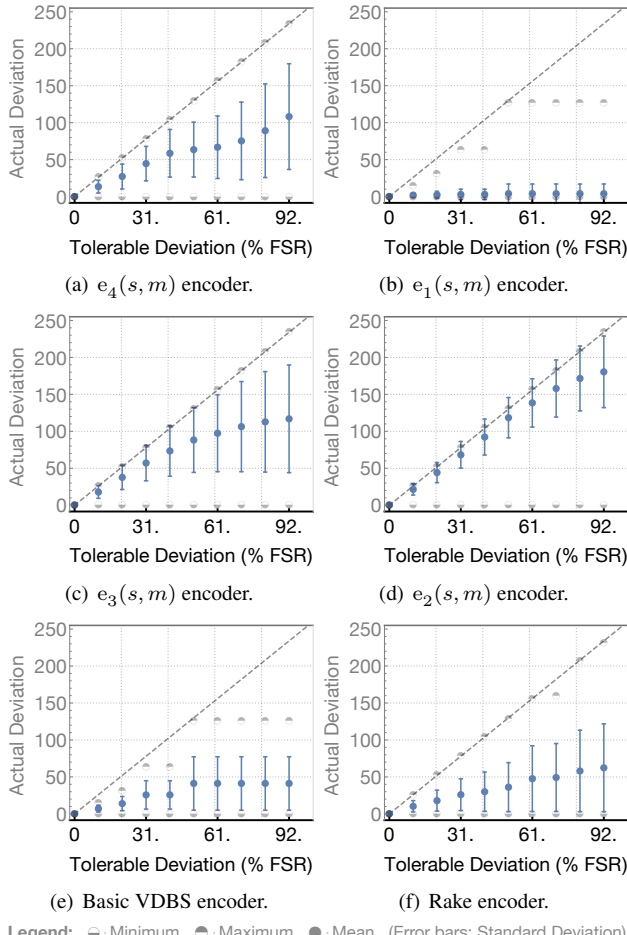 250
200
150
100
50
0
Actual Deviation
0 31. 61. 92.
Tolerable Deviation (% FSR)
(a) e4(s, m) encoder.
250
200
150
100
50
0
Actual Deviation
0 31. 61. 92.
Tolerable Deviation (% FSR)
(b) e1(s, m) encoder.
250
200
150
100
50
0
Actual Deviation
0 31. 61. 92.
Tolerable Deviation (% FSR)
(c) e3(s, m) encoder.
250
200
150
100
50
0
Actual Deviation
0 31. 61. 92.
Tolerable Deviation (% FSR)
(d) e2(s, m) encoder.
250
200
150
100
50
0
Actual Deviation
0 31. 61. 92.
Tolerable Deviation (% FSR)
(e) Basic VDBS encoder.
250
200
150
100
50
0
Actual Deviation
0 31. 61. 92.
Tolerable Deviation (% FSR)
(f) Rake encoder.
Legend: : Minimum : Maximum : Mean (Error bars: Standard Deviation)